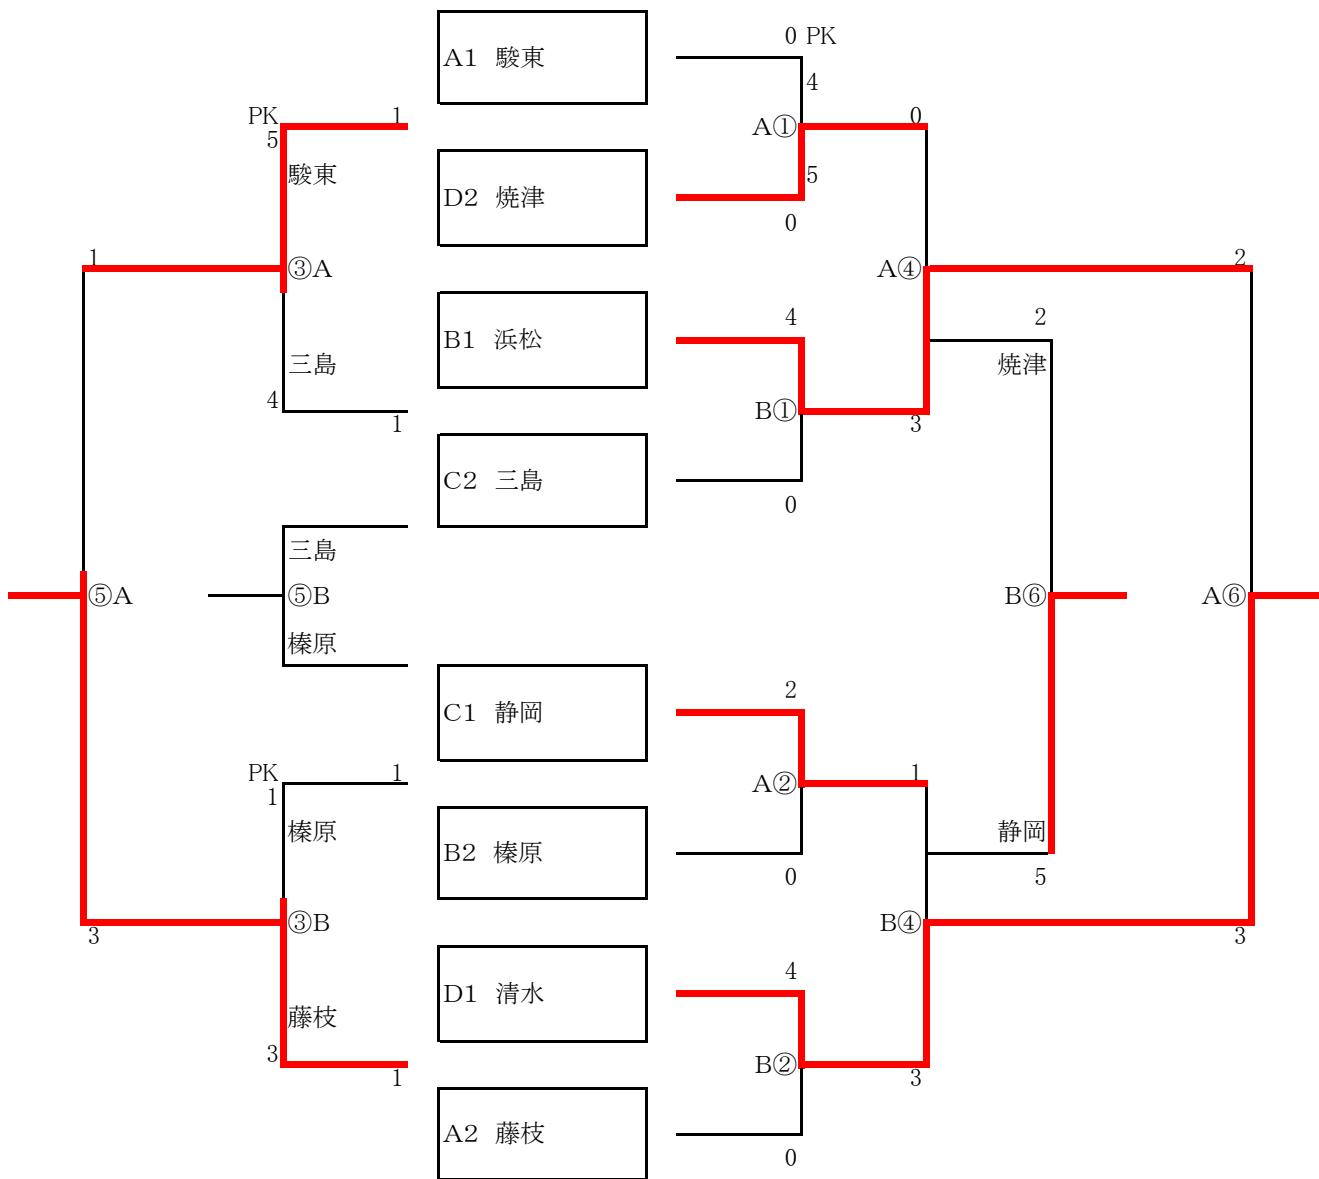 0 PK
A1 駿東
4
PK
1
0
5
A①
駿東
5
D2 焼津
0
1
③A
A④
2
B1 浜松
4
2
三島
焼津
4
B①
1
3
C2 三島
0
三島
⑤A
⑤B
B⑥
A⑥
榛原
C1 静岡
2
PK
1
A②
1
1
榛原
静岡
B2 榛原
0
5
3
③B
B④
3
D1 清水
4
藤枝
3
B②
1
3
A2 藤枝
0